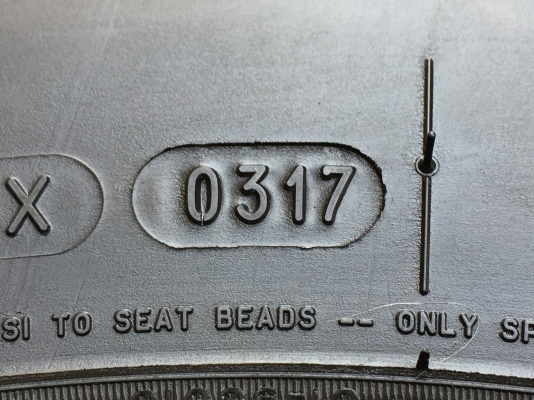 X 0317
SI TO SEAT BEADS -- ONLY SP